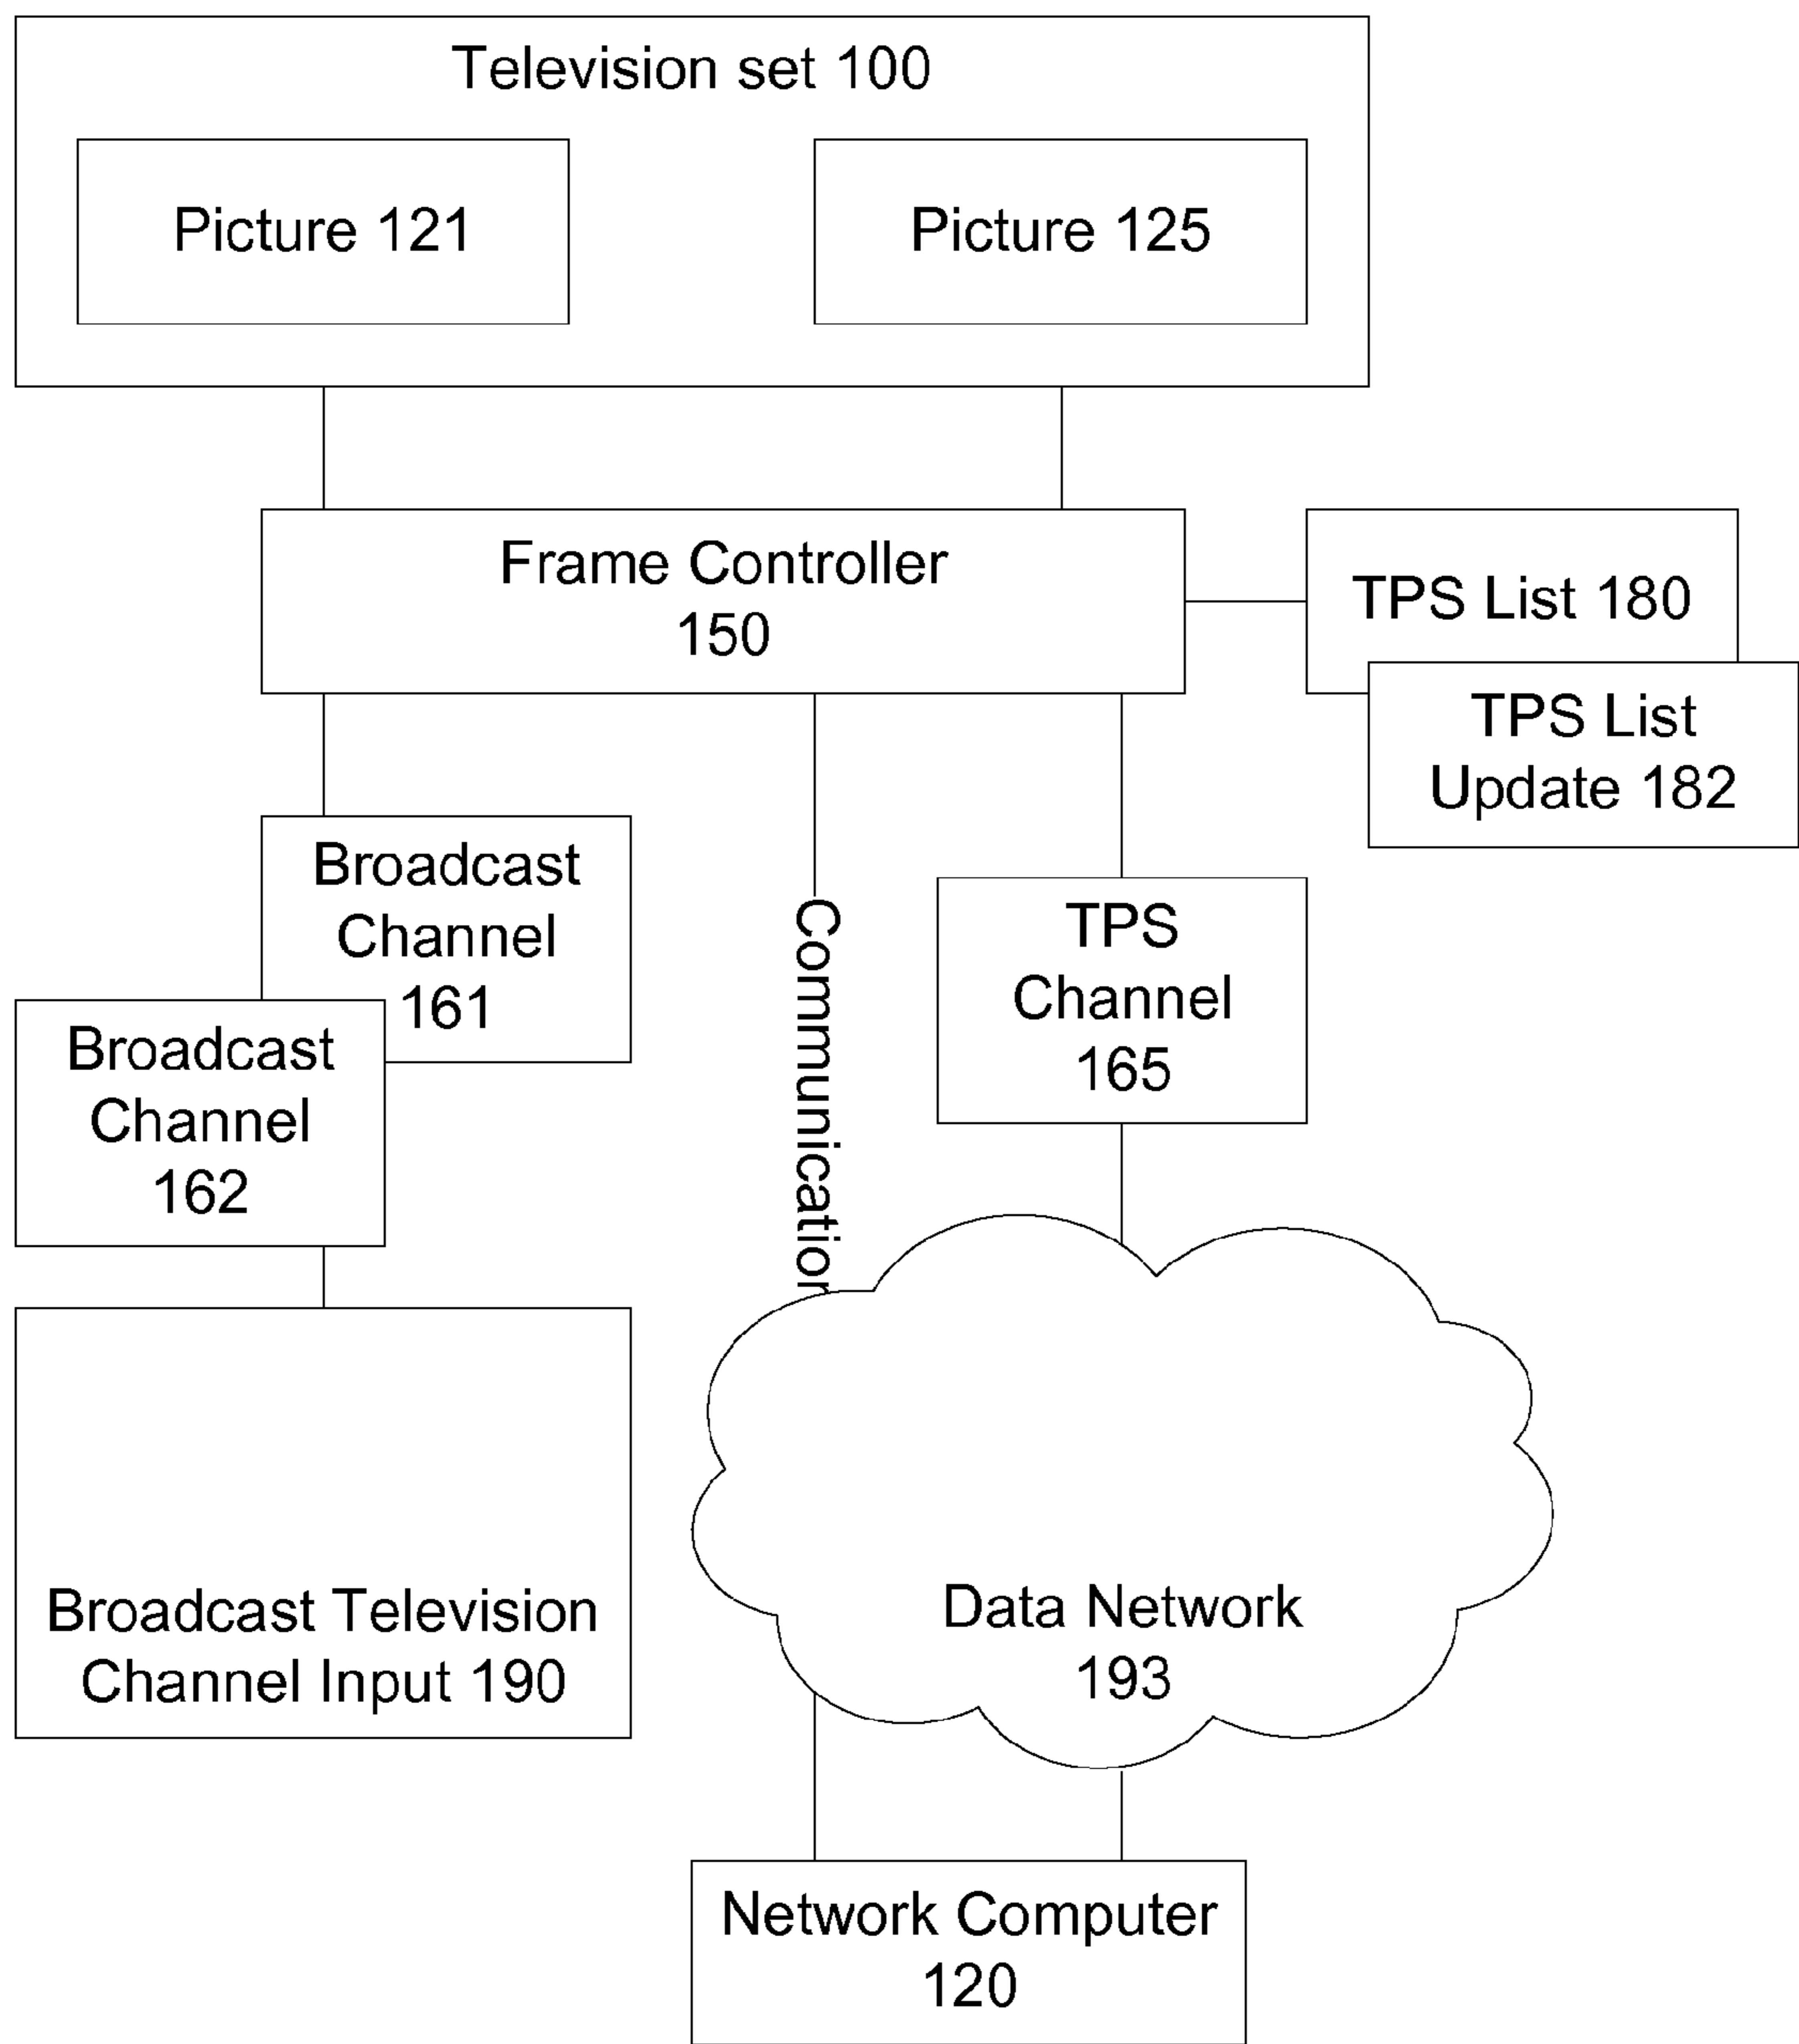 Television set 100
Picture 121
Picture 125
Frame Controller
150
TPS List 180
TPS List
Update 182
Broadcast
Channel
161
Broadcast
Channel
162
Communication
TPS
Channel
165
Broadcast Television
Channel Input 190
Data Network
193
Network Computer
120